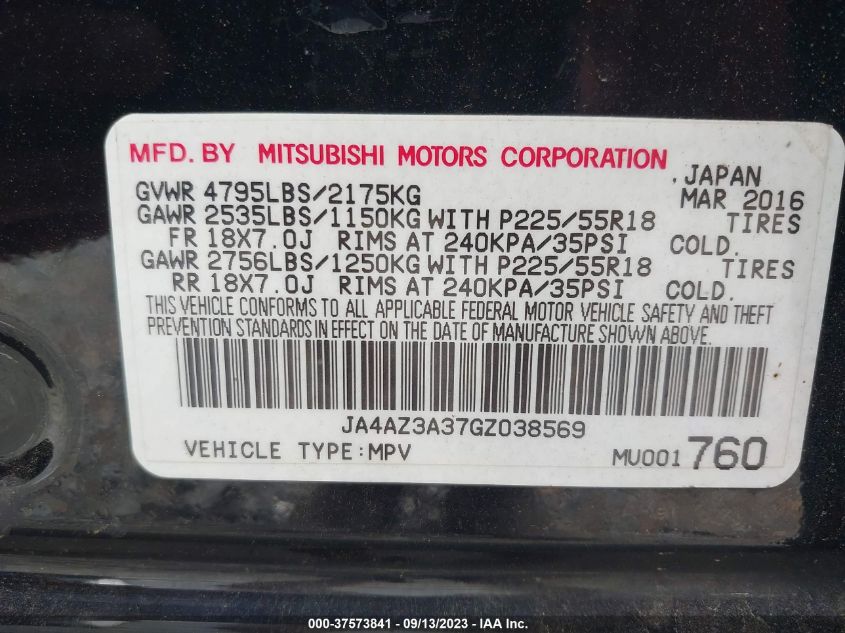 MFD. BY MITSUBISHI MOTORS CORPORATION
, JAPAN
GVWR 4795LBS/2175KG MAR 2016
GAWR 2535LBS/1150KG WITH P225/55R18 TIRES
FR 18X7.0J RIMS AT 240KPA/35PSI COLD.
GAWR 2756LBS/1250KG WITH P225/55R18 TIRES
RR 18X7.0J RIMS AT 240KPA/35PSI COLD.
THIS VEHICLE CONFORMS TO ALL APPLICABLE FEDERAL MOTOR VEHICLE SAFETY AND THEFT
PREVENTION STANDARDS IN EFFECT ON THE DATE OF MANUFACTURE SHOWN ABOVE.
JA4AZ3A37GZ038569
VEHICLE TYPE:MPV MU001760
000-37573841 - 09/13/2023 - IAA Inc.